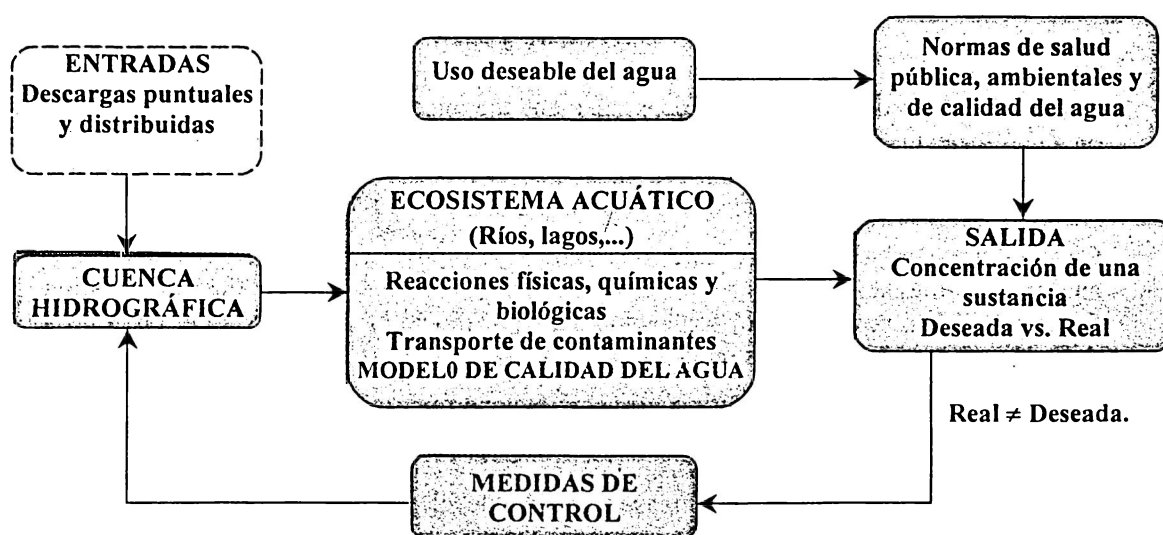 ENTRADAS
Descargas puntuales
y distribuidas
Uso deseable del agua
Normas de salud
pública, ambientales y
de calidad del agua
CUENCA
HIDROGRÁFICA
ECOSISTEMA ACUÁTICO
(Ríos, lagos,...)
Reacciones físicas, químicas y
biológicas
Transporte de contaminantes
MODEL0 DE CALIDAD DEL AGUA
SALIDA
Concentración de una
sustancia
Deseada vs. Real
Real ≠ Deseada.
MEDIDAS DE
CONTROL